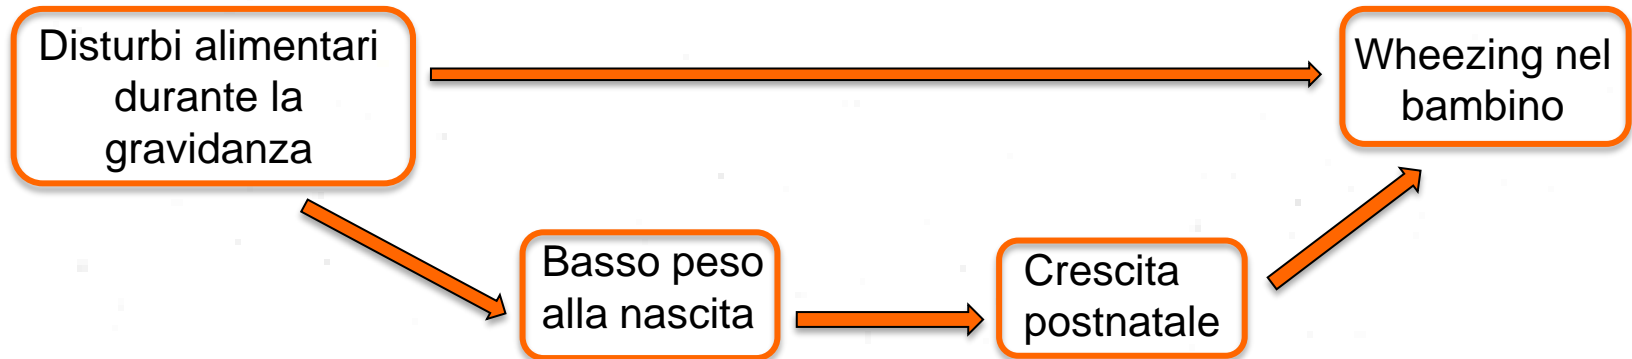 Disturbi alimentari
durante la
gravidanza
Wheezing nel
bambino
Basso peso
alla nascita
Crescita
postnatale